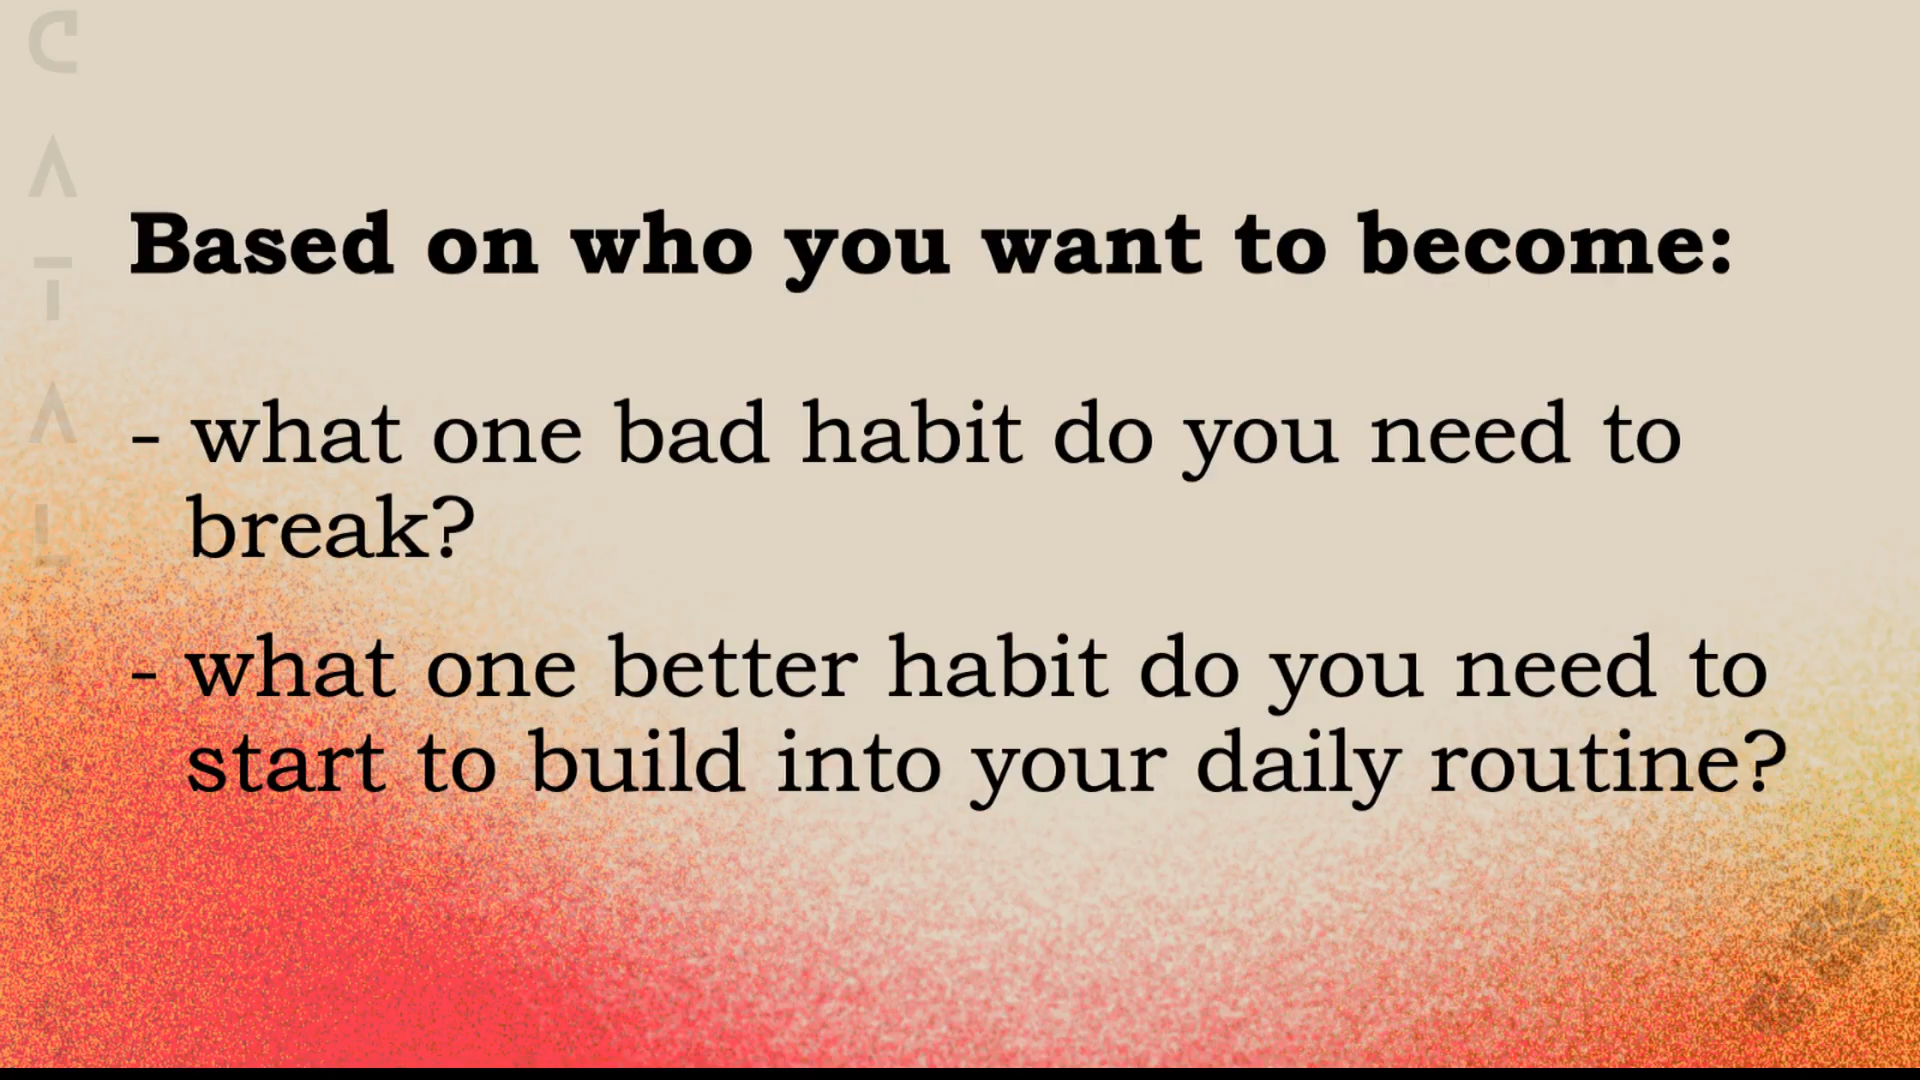 C
A
T
A
L
Based on who you want to become:
- what one bad habit do you need to
break?
- what one better habit do you need to
start to build into your daily routine?